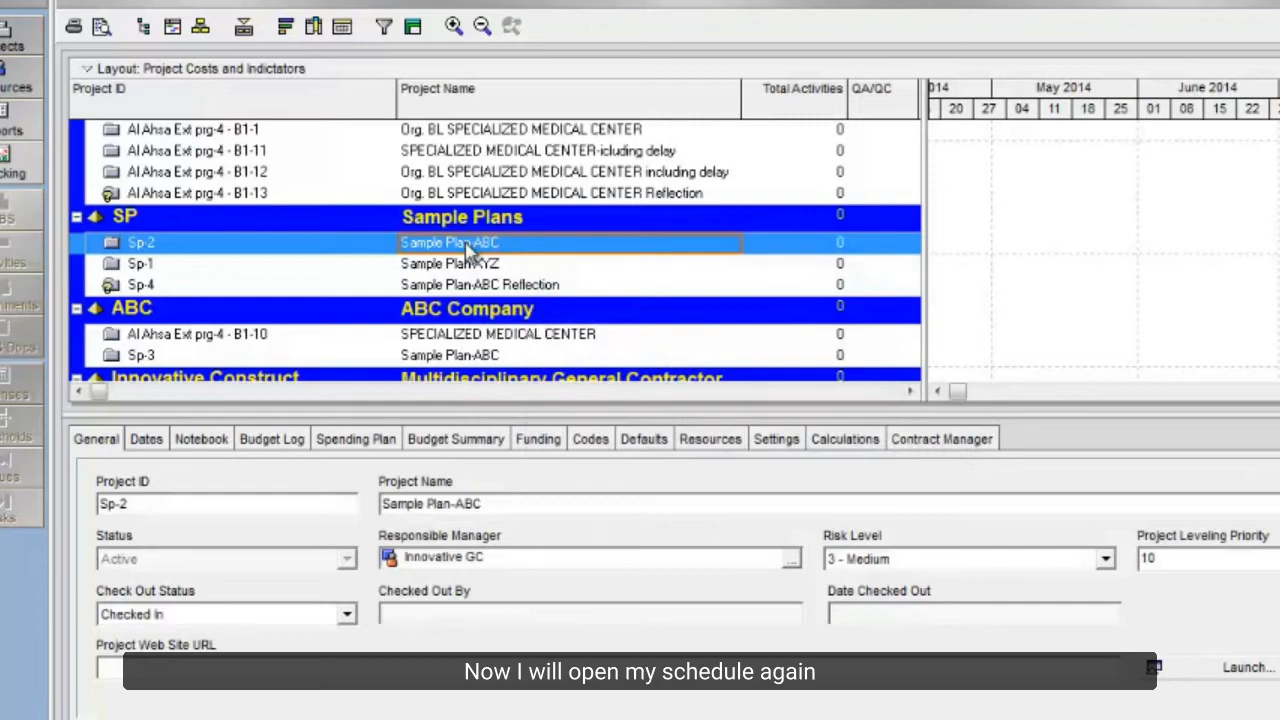 Layout: Project Costs and Indictators
Project ID Project Name Total Activities QA/QC
014 May 2014 June 2014
20 27 04 11 18 25 01 08 15 22
Al Ahsa Ext prg-4 - B1-1 Org. BL SPECIALIZED MEDICAL CENTER 0
Al Ahsa Ext prg-4 - B1-11 SPECIALIZED MEDICAL CENTER-icluding delay 0
Al Ahsa Ext prg-4 - B1-12 Org. BL SPECIALIZED MEDICAL CENTER including delay 0
Al Ahsa Ext prg-4 - B1-13 Org. BL SPECIALIZED MEDICAL CENTER Reflection 0
SP Sample Plans 0
Sp-2 Sample Plan-ABC 0
Sp-1 Sample Plan-XYZ 0
Sp-4 Sample Plan-ABC Reflection 0
ABC ABC Company 0
Al Ahsa Ext prg-4 - B1-10 SPECIALIZED MEDICAL CENTER 0
Sp-3 Sample Plan-ABC 0
Innovative Construct Multidisciplinary General Contractor 0
General Dates Notebook Budget Log Spending Plan Budget Summary Funding Codes Defaults Resources Settings Calculations Contract Manager
Project ID Project Name
Sp-2 Sample Plan-ABC
Status Responsible Manager Risk Level Project Leveling Priority
Active Innovative GC ... 3 - Medium 10
Check Out Status Checked Out By Date Checked Out
Checked In
Project Web Site URL
Launch...
Now I will open my schedule again